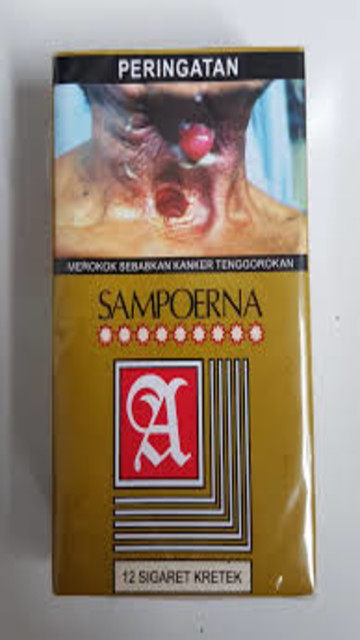 PERINGATAN
MEROKOK SEBABKAN KANKER TENGGOROKAN
SAMPOERNA
A
12 SIGARET KRETEK